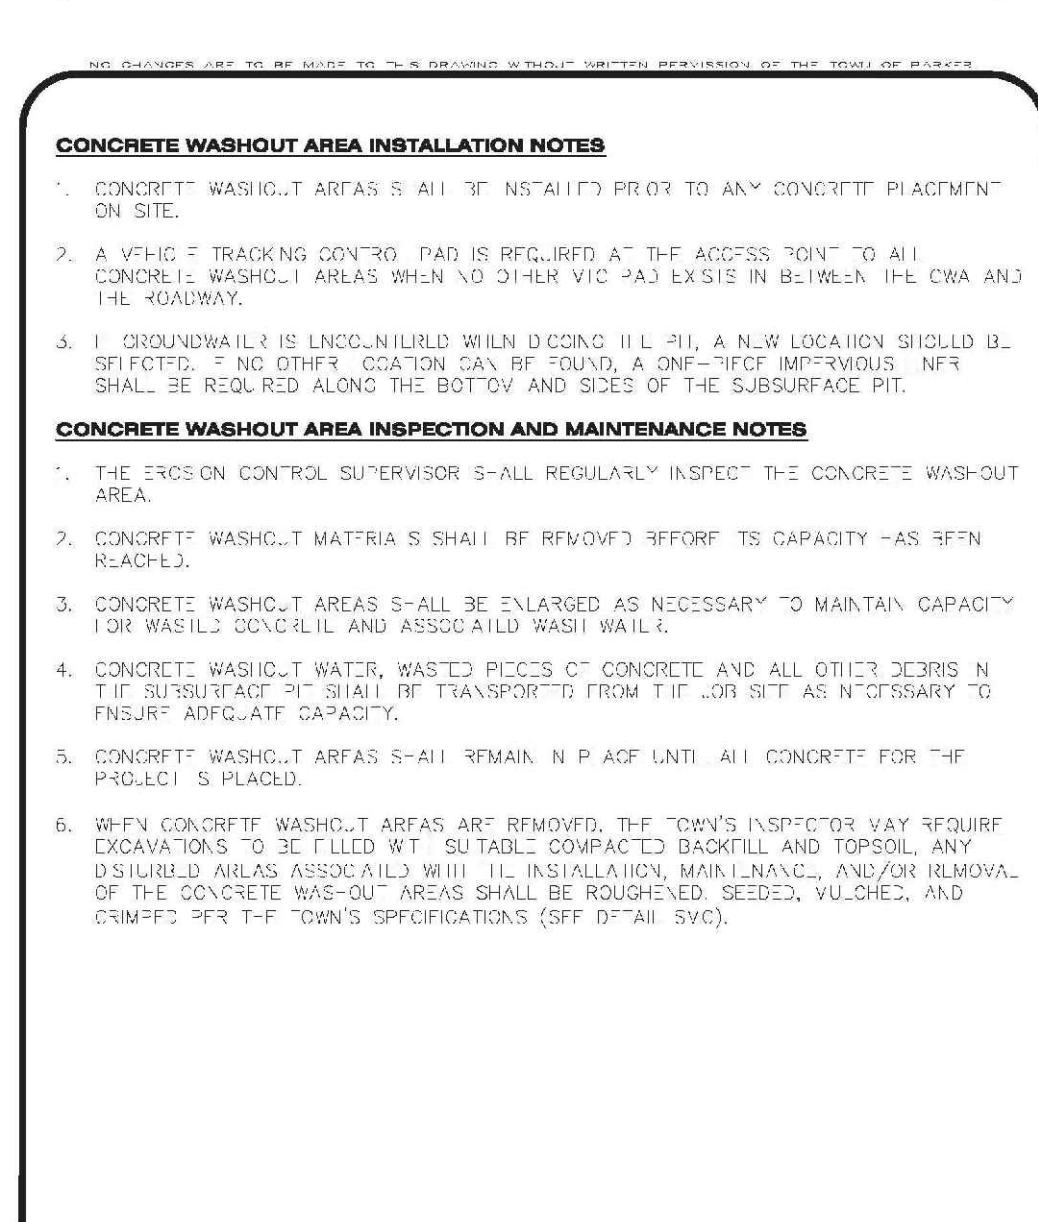 NO CHANGES ARE TO BE MADE TO THIS DRAWING WITHOUT WRITTEN PERMISSION OF THE TOWN OF PARKER
CONCRETE WASHOUT AREA INSTALLATION NOTES
1. CONCRETE WASHOUT AREAS SHALL BE INSTALLED PRIOR TO ANY CONCRETE PLACEMENT
ON SITE.
2. A VEHICLE TRACKING CONTROL PAD IS REQUIRED AT THE ACCESS POINT TO ALL
CONCRETE WASHOUT AREAS WHEN NO OTHER VTC PAD EXISTS IN BETWEEN THE CWA AND
THE ROADWAY.
3. IF GROUNDWATER IS ENCOUNTERED WHEN DIGGING THE PIT, A NEW LOCATION SHOULD BE
SELECTED. IF NO OTHER LOCATION CAN BE FOUND, A ONE-PIECE IMPERVIOUS LINER
SHALL BE REQUIRED ALONG THE BOTTOM AND SIDES OF THE SUBSURFACE PIT.
CONCRETE WASHOUT AREA INSPECTION AND MAINTENANCE NOTES
1. THE EROSION CONTROL SUPERVISOR SHALL REGULARLY INSPECT THE CONCRETE WASHOUT
AREA.
2. CONCRETE WASHOUT MATERIALS SHALL BE REMOVED BEFORE ITS CAPACITY HAS BEEN
REACHED.
3. CONCRETE WASHOUT AREAS SHALL BE ENLARGED AS NECESSARY TO MAINTAIN CAPACITY
FOR WASTED CONCRETE AND ASSOCIATED WASH WATER.
4. CONCRETE WASHOUT WATER, WASTED PIECES OF CONCRETE AND ALL OTHER DEBRIS IN
THE SUBSURFACE PIT SHALL BE TRANSPORTED FROM THE JOB SITE AS NECESSARY TO
ENSURE ADEQUATE CAPACITY.
5. CONCRETE WASHOUT AREAS SHALL REMAIN IN PLACE UNTIL ALL CONCRETE FOR THE
PROJECT IS PLACED.
6. WHEN CONCRETE WASHOUT AREAS ARE REMOVED, THE TOWN'S INSPECTOR MAY REQUIRE
EXCAVATIONS TO BE FILLED WITH SUITABLE COMPACTED BACKFILL AND TOPSOIL, ANY
DISTURBED AREAS ASSOCIATED WITH THE INSTALLATION, MAINTENANCE, AND/OR REMOVAL
OF THE CONCRETE WASHOUT AREAS SHALL BE ROUGHENED, SEEDED, MULCHED, AND
CRIMPED PER THE TOWN'S SPECIFICATIONS (SEE DETAIL SMC).